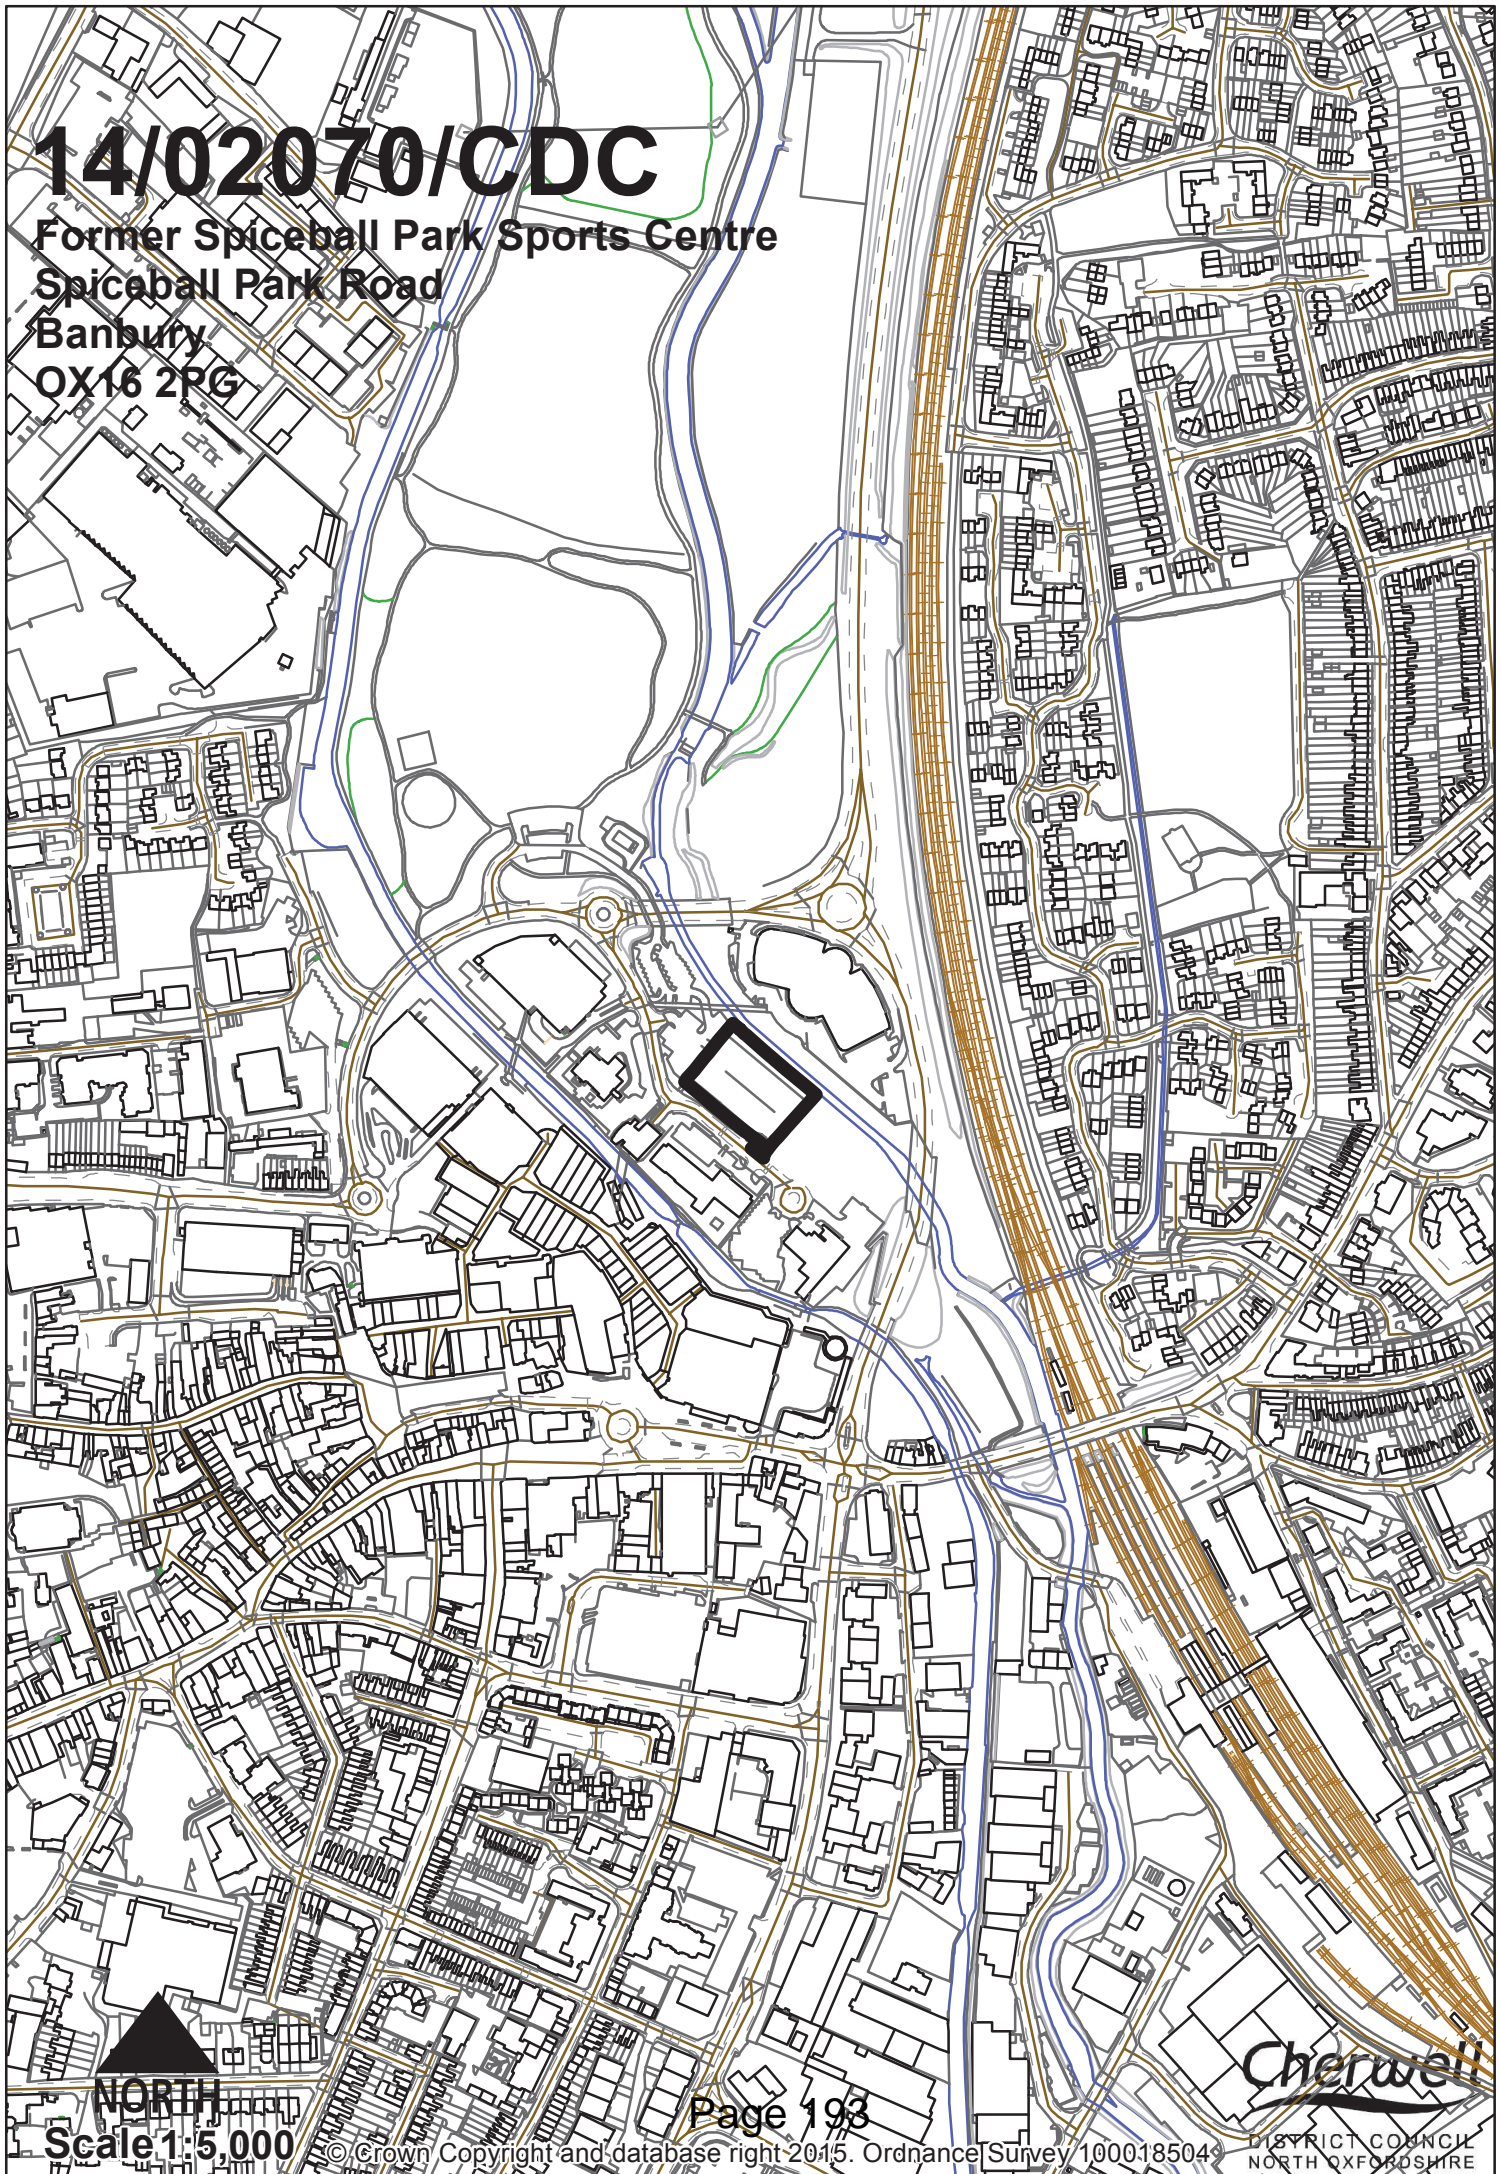 14/02070/CDC
Former Spiceball Park Sports Centre
Spiceball Park Road
Banbury
OX16 2PG
NORTH
Scale 1:5,000
Page 193
© Crown Copyright and database right 2015. Ordnance Survey 100018504
Cherwell
DISTRICT COUNCIL
NORTH OXFORDSHIRE